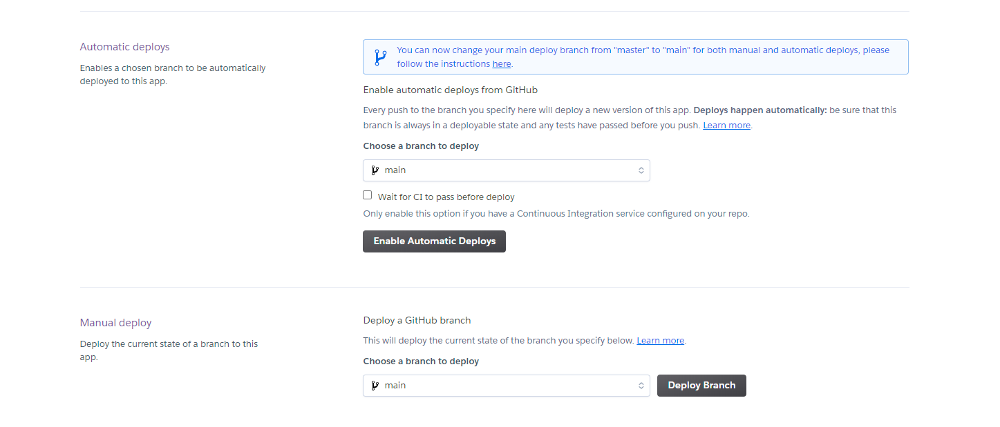 Automatic deploys
Enables a chosen branch to be automatically
deployed to this app.
You can now change your main deploy branch from "master" to "main" for both manual and automatic deploys, please
follow the instructions here.
Enable automatic deploys from GitHub
Every push to the branch you specify here will deploy a new version of this app. Deploys happen automatically: be sure that this
branch is always in a deployable state and any tests have passed before you push. Learn more.
Choose a branch to deploy
main
Wait for CI to pass before deploy
Only enable this option if you have a Continuous Integration service configured on your repo.
Enable Automatic Deploys
Manual deploy
Deploy the current state of a branch to this
app.
Deploy a GitHub branch
This will deploy the current state of the branch you specify below. Learn more.
Choose a branch to deploy
main
Deploy Branch